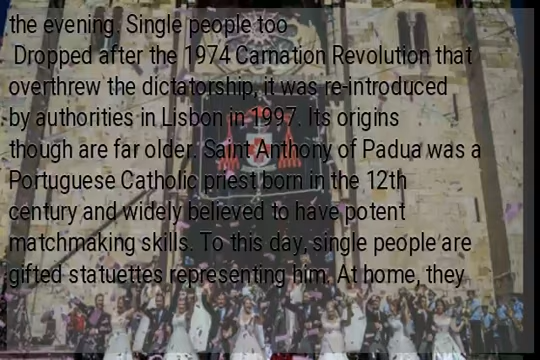 the evening. Single people too
Dropped after the 1974 Carnation Revolution that
overthrew the dictatorship, it was re-introduced
by authorities in Lisbon in 1997. Its origins
though are far older. Saint Anthony of Padua was a
Portuguese Catholic priest born in the 12th
century and widely believed to have potent
matchmaking skills. To this day, single people are
gifted statuettes representing him. At home, they